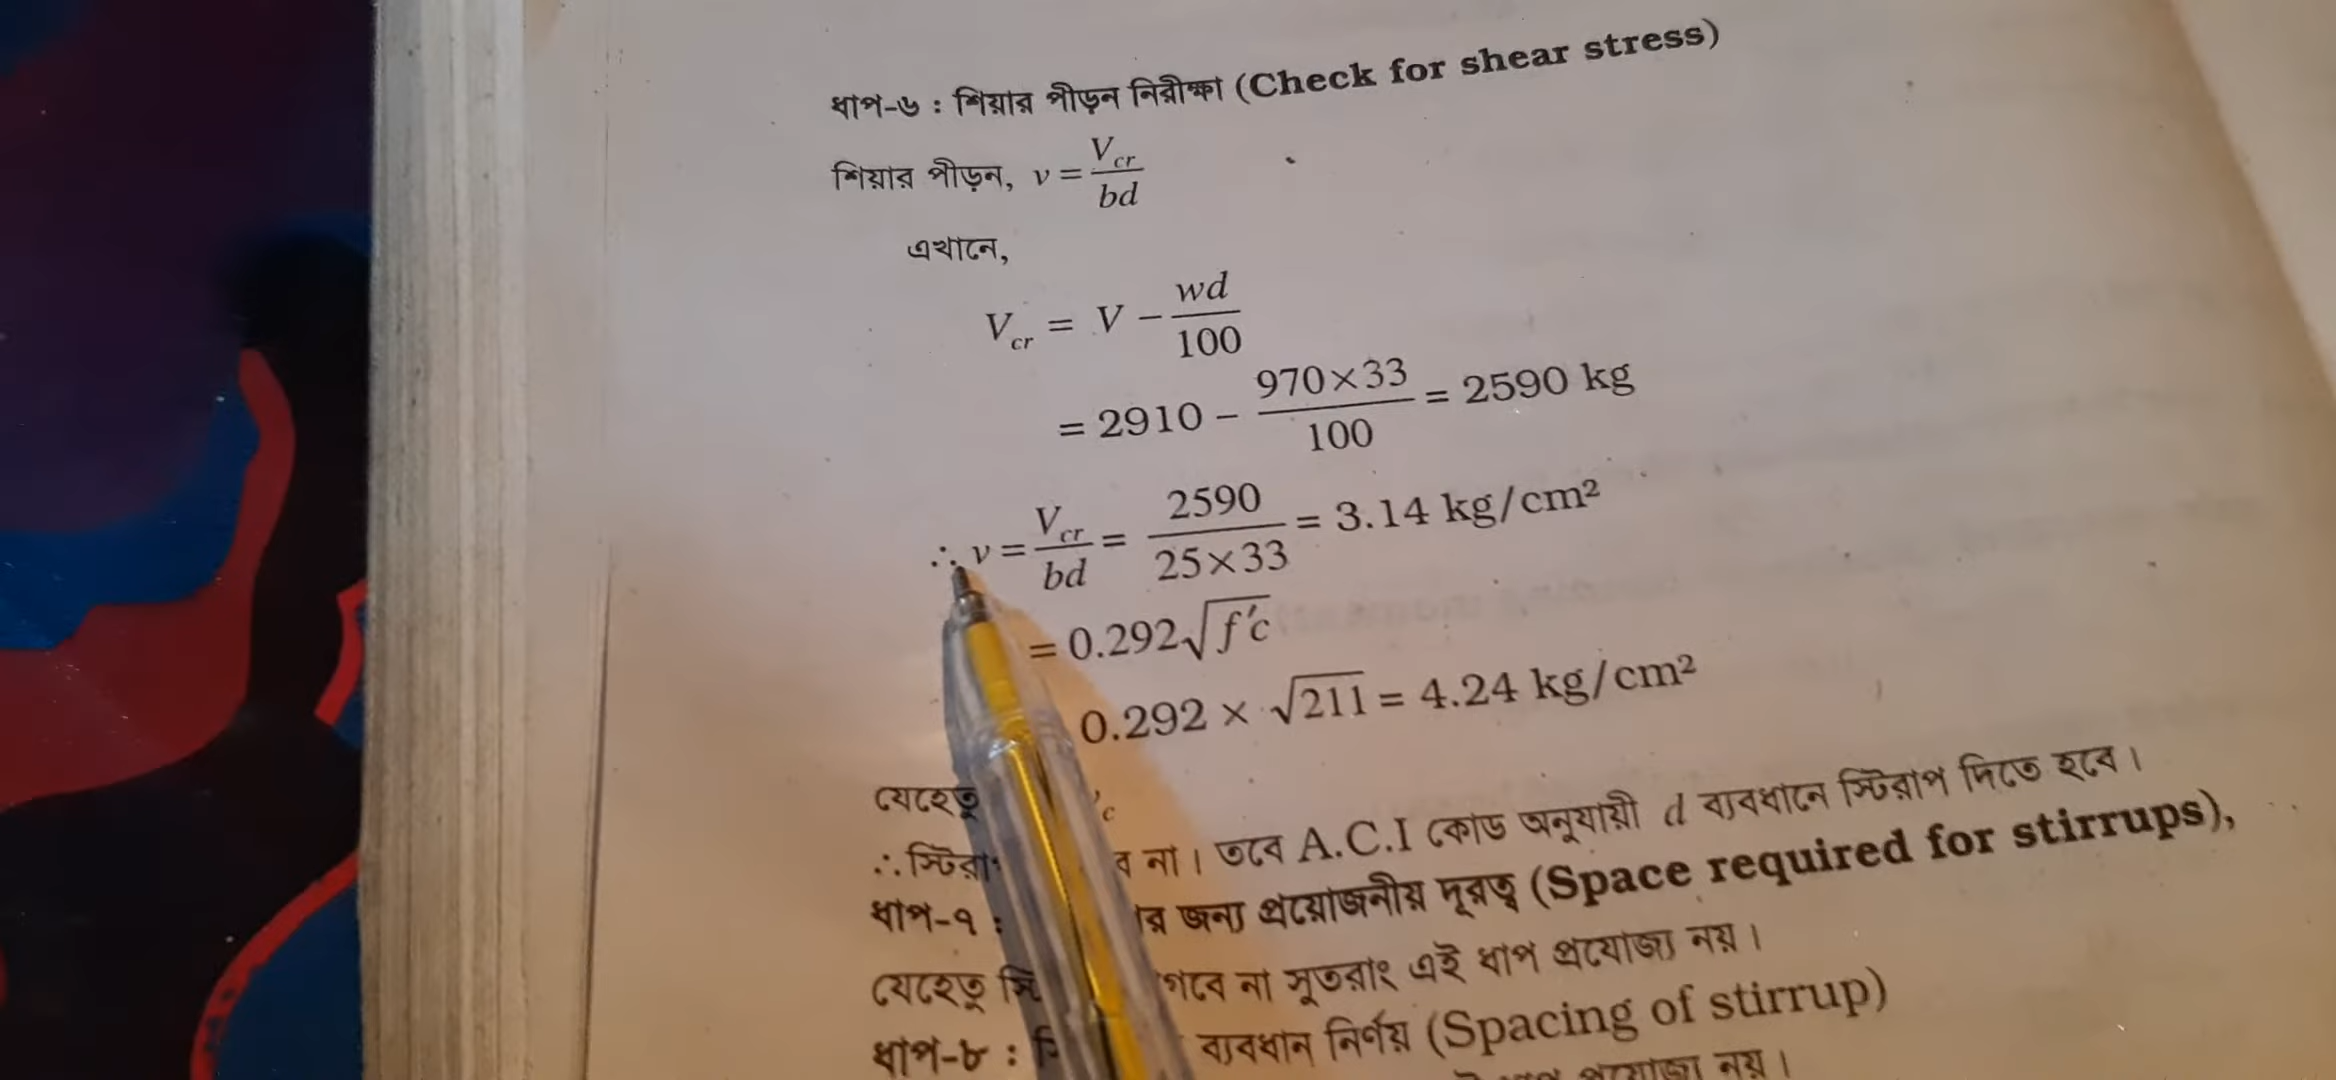 ধাপ-৬ : শিয়ার পীড়ন নিরীক্ষা (Check for shear stress)
শিয়ার পীড়ন, v = V_cr / bd
এখানে,
V_cr = V − wd / 100
= 2910 − 970×33 / 100 = 2590 kg
∴ v = V_cr / bd = 2590 / 25×33 = 3.14 kg/cm²
= 0.292√f′c
0.292 × √211 = 4.24 kg/cm²
যেহেতু ′c
∴ না। তবে A.C.I কোড অনুযায়ী d ব্যবধানে স্টিরাপ দিতে হবে।
ধাপ-৭ : জন্য প্রয়োজনীয় দূরত্ব (Space required for stirrups),
যেহেতু না সুতরাং এই ধাপ প্রযোজ্য নয়।
ধাপ-৮ : ব্যবধান নির্ণয় (Spacing of stirrup)
নয়।